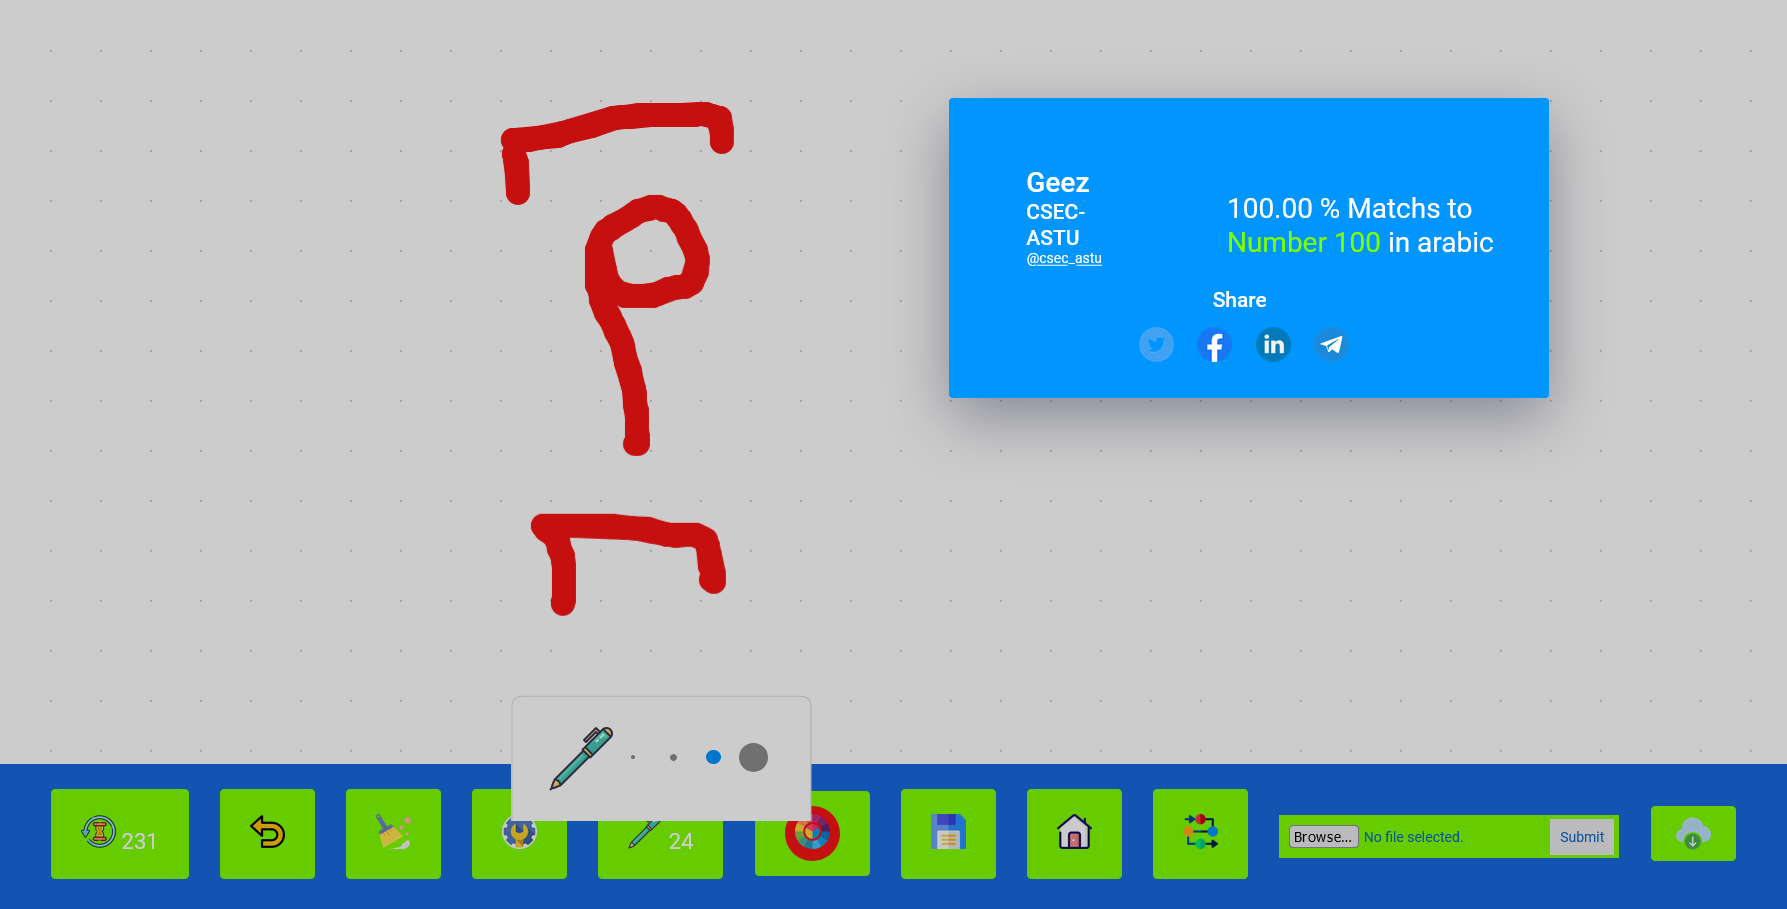 ፻
Geez
CSEC-
ASTU
@csec_astu
100.00 % Matchs to
Number 100 in arabic
Share
231
24
Browse...
No file selected.
Submit